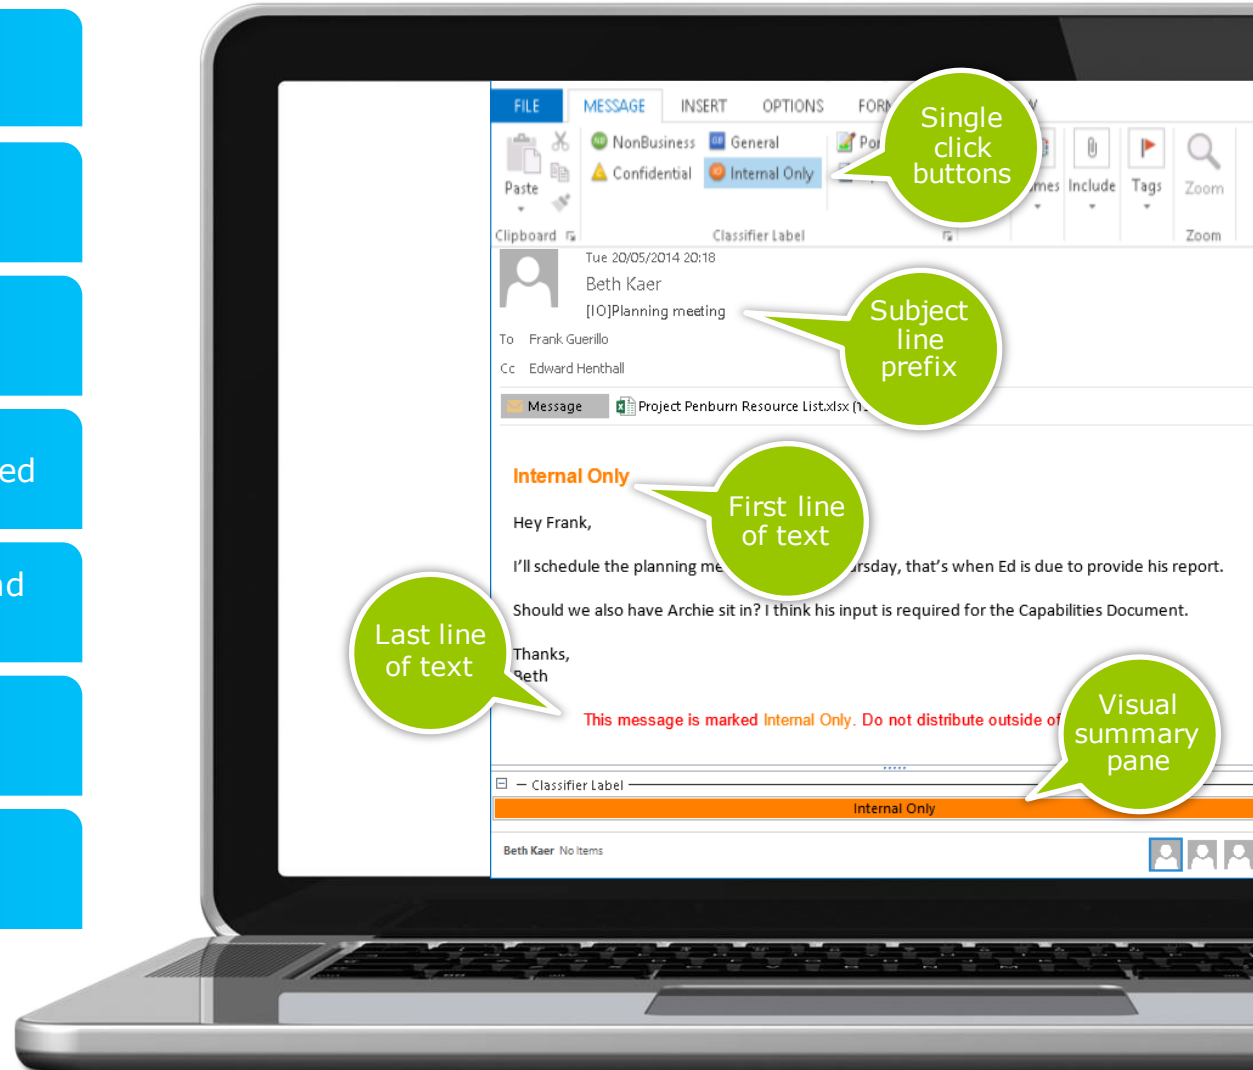 FILE MESSAGE INSERT OPTIONS
Single
click
buttons
NonBusiness General
Confidential Internal Only
Paste
Include Tags Zoom
Clipboard Classifier Label Zoom
Tue 20/05/2014 20:18
Beth Kaer
[IO]Planning meeting
Subject
line
prefix
To Frank Guerillo
Cc Edward Henthall
Message Project Penburn Resource List.xlsx
ed
Internal Only
First line
of text
Hey Frank,
I'll schedule the planning that's when Ed is due to provide his report.
nd
Should we also have Archie sit in? I think his input is required for the Capabilities Document.
Last line
of text
Thanks,
Beth
This message is marked Internal Only. Do not distribute outside of
Visual
summary
pane
Classifier Label
Internal Only
Beth Kaer No Items